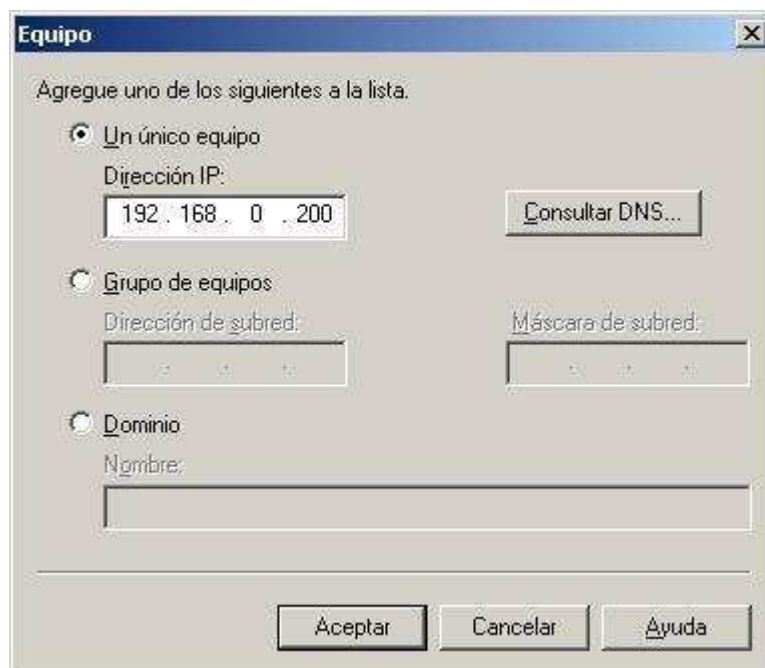 Equipo
Agregue uno de los siguientes a la lista.
Un único equipo
Dirección IP:
192 . 168 . 0 . 200
Consultar DNS...
Grupo de equipos
Dirección de subred:
Máscara de subred:
. . .
. . .
Dominio
Nombre:
Aceptar
Cancelar
Ayuda